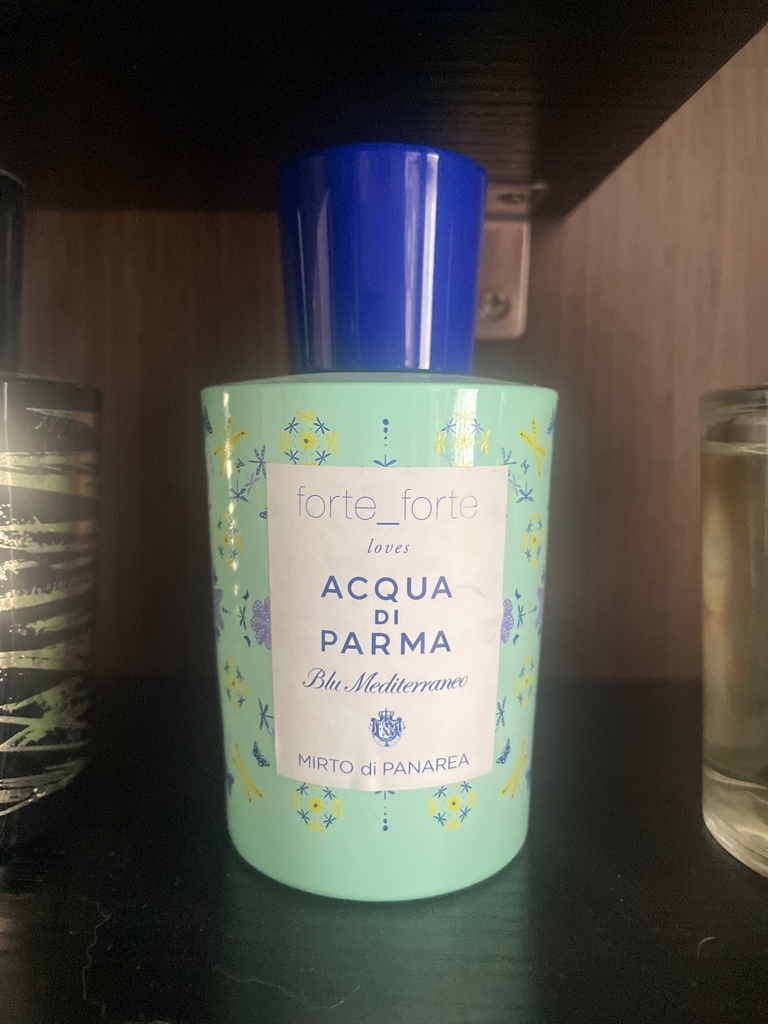 forte_forte
loves
ACQUA
DI
PARMA
Blu Mediterraneo
MIRTO di PANAREA